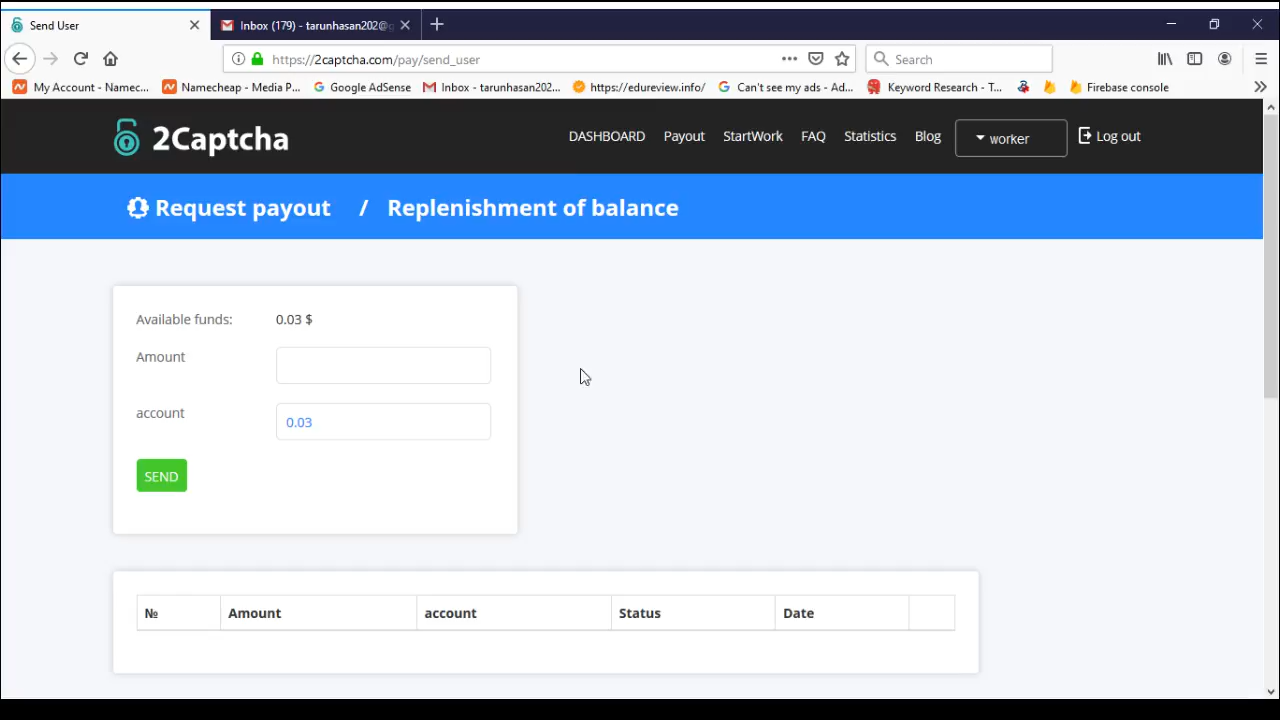 Send User
Inbox (179) - tarunhasan202@g
https://2captcha.com/pay/send_user
Search
My Account - Namec...
Namecheap - Media P...
Google AdSense
Inbox - tarunhasan202...
https://edureview.info/
Can't see my ads - Ad...
Keyword Research - T...
Firebase console
2Captcha
DASHBOARD
Payout
StartWork
FAQ
Statistics
Blog
worker
Log out
Request payout / Replenishment of balance
Available funds: 0.03 $
Amount
account 0.03
SEND
№ Amount account Status Date